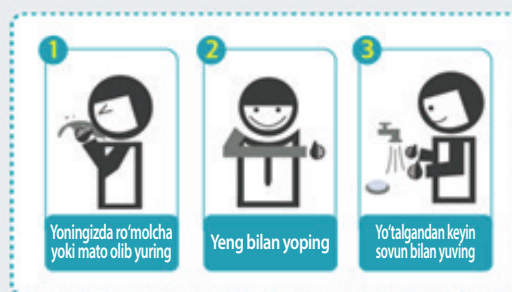 1
2
3
Yoningizda ro'molcha
yoki mato olib yuring
Yeng bilan yoping
Yo'talgandan keyin
sovun bilan yuving